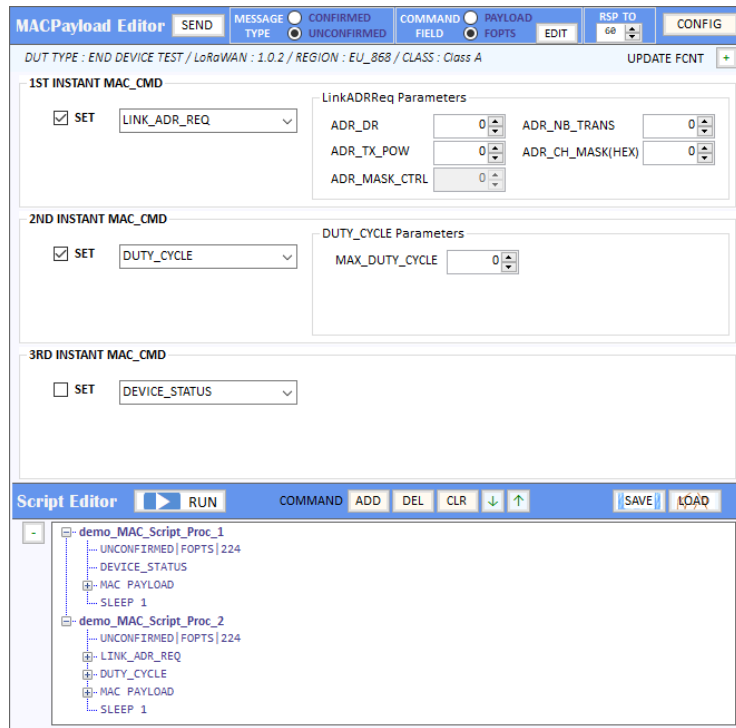 MACPayload Editor SEND MESSAGE TYPE CONFIRMED UNCONFIRMED COMMAND FIELD PAYLOAD FOPTS EDIT RSP TO 60 CONFIG
DUT TYPE : END DEVICE TEST / LoRaWAN : 1.0.2 / REGION : EU_868 / CLASS : Class A UPDATE FCNT +
1ST INSTANT MAC_CMD
SET LINK_ADR_REQ
LinkADRReq Parameters
ADR_DR 0 ADR_NB_TRANS 0
ADR_TX_POW 0 ADR_CH_MASK(HEX) 0
ADR_MASK_CTRL 0
2ND INSTANT MAC_CMD
SET DUTY_CYCLE
DUTY_CYCLE Parameters
MAX_DUTY_CYCLE 0
3RD INSTANT MAC_CMD
SET DEVICE_STATUS
Script Editor RUN COMMAND ADD DEL CLR ↓ ↑ SAVE LOAD
-
demo_MAC_Script_Proc_1
UNCONFIRMED|FOPTS|224
DEVICE_STATUS
MAC PAYLOAD
SLEEP 1
demo_MAC_Script_Proc_2
UNCONFIRMED|FOPTS|224
LINK_ADR_REQ
DUTY_CYCLE
MAC PAYLOAD
SLEEP 1